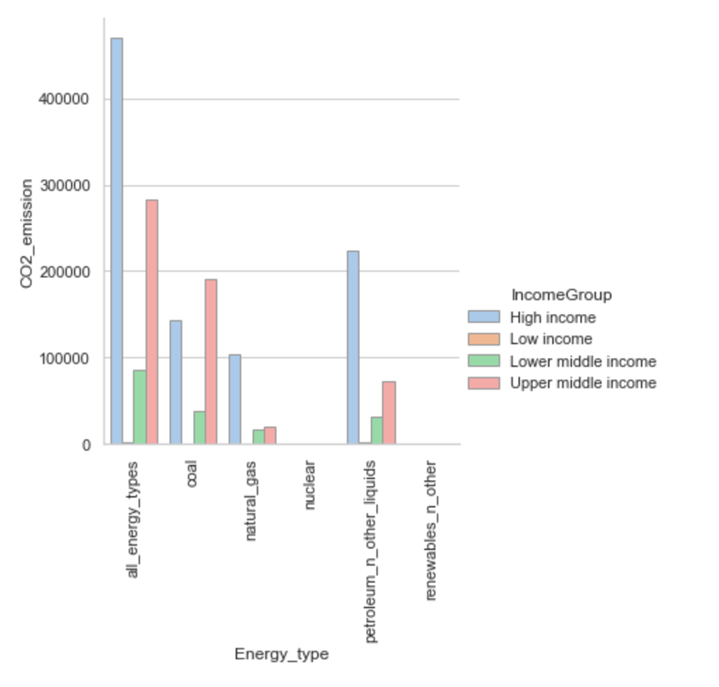 CO2_emission
400000
300000
200000
100000
0
all_energy_types
coal
natural_gas
nuclear
petroleum_n_other_liquids
renewables_n_other
Energy_type
IncomeGroup
High income
Low income
Lower middle income
Upper middle income